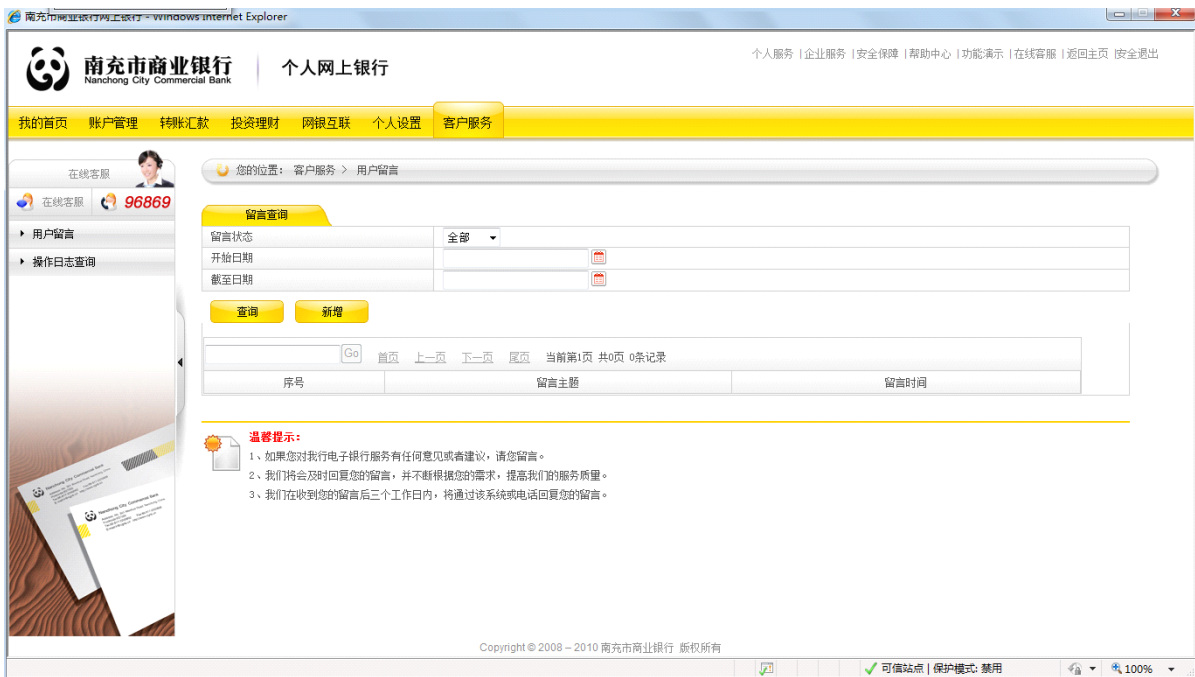 南充市商业银行网上银行 - Windows Internet Explorer
南充市商业银行 个人网上银行
Nanchong City Commercial Bank
个人服务 | 企业服务 | 安全保障 | 帮助中心 | 功能演示 | 在线客服 | 返回主页 | 安全退出
我的首页 账户管理 转账汇款 投资理财 网银互联 个人设置 客户服务
在线客服
在线客服 96869
用户留言
操作日志查询
您的位置： 客户服务 > 用户留言
留言查询
留言状态 全部
开始日期
截至日期
查询 新增
Go 首页 上一页 下一页 尾页 当前第1页 共0页 0条记录
序号 留言主题 留言时间
温馨提示：
1、如果您对我行电子银行服务有任何意见或者建议，请您留言。
2、我们将会及时回复您的留言，并不断根据您的需求，提高我们的服务质量。
3、我们在收到您的留言后三个工作日内，将通过该系统或电话回复您的留言。
Nanchong City Commercial Bank
Nanchong City Commercial Bank
Copyright © 2008 – 2010 南充市商业银行 版权所有
可信站点 | 保护模式: 禁用 100%